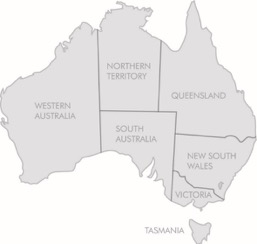 NORTHERN
TERRITORY
QUEENSLAND
WESTERN
AUSTRALIA
SOUTH
AUSTRALIA
NEW SOUTH
WALES
VICTORIA
TASMANIA